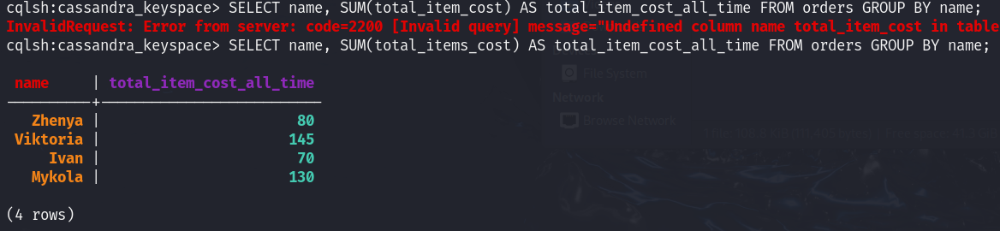 cqlsh:cassandra_keyspace> SELECT name, SUM(total_item_cost) AS total_item_cost_all_time FROM orders GROUP BY name;
InvalidRequest: Error from server: code=2200 [Invalid query] message="Undefined column name total_item_cost in table
cqlsh:cassandra_keyspace> SELECT name, SUM(total_items_cost) AS total_item_cost_all_time FROM orders GROUP BY name;
name | total_item_cost_all_time
----------+--------------------------
Zhenya | 80
Viktoria | 145
Ivan | 70
Mykola | 130
(4 rows)
File System
Network
Browse Network